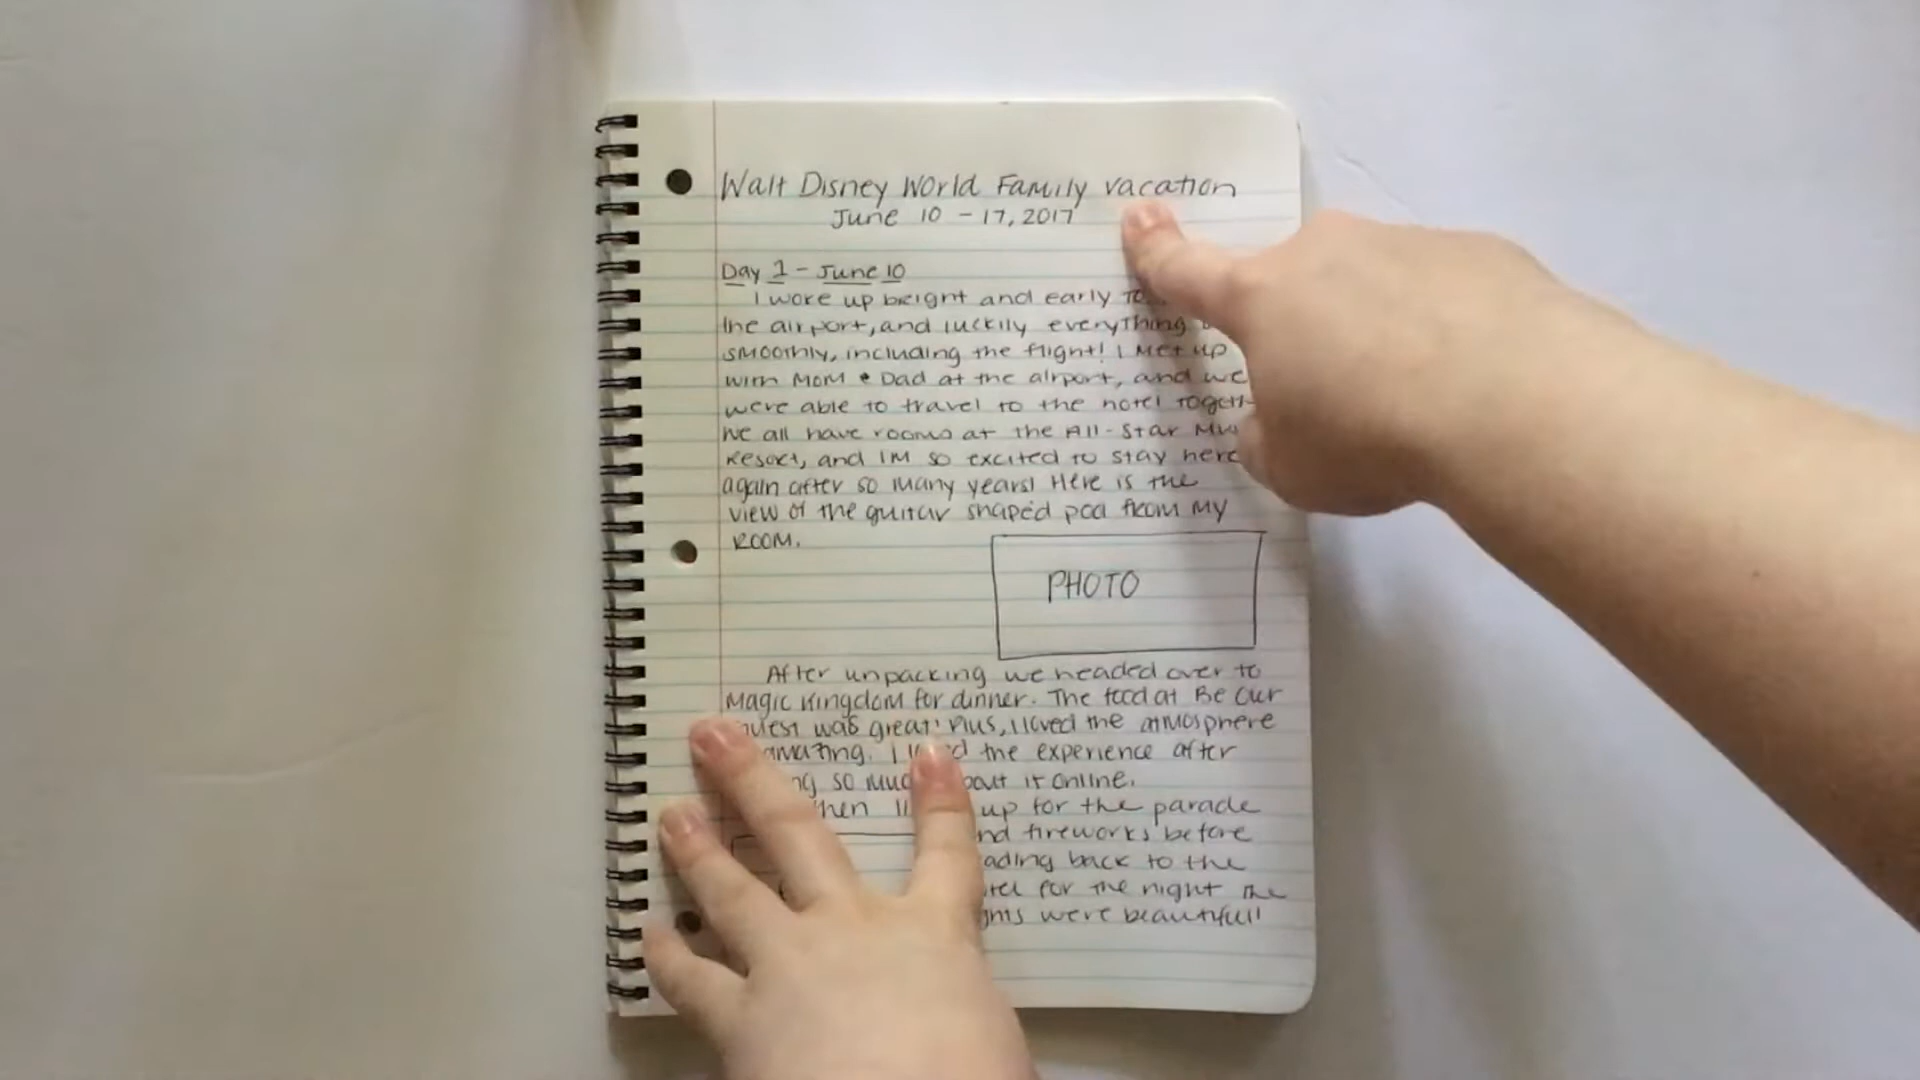 Walt Disney World Family vacation
June 10 - 17, 2017
Day 1 - June 10
I woke up bright and early to
the airport, and luckily everything
smoothly, including the flight! I met up
with Mom & Dad at the airport, and we
were able to travel to the hotel
We all have rooms at the All-Star
Resort, and I'm so excited to stay here
again after so many years! Here is the
view of the guitar shaped pool from my
room.
PHOTO
After unpacking we headed over to
Magic Kingdom for dinner. The food at Be Our
was great! Plus, I loved the atmosphere
amazing. I the experience after
so it online.
up for the parade
fireworks before
back to the
for the night The
were beautiful!